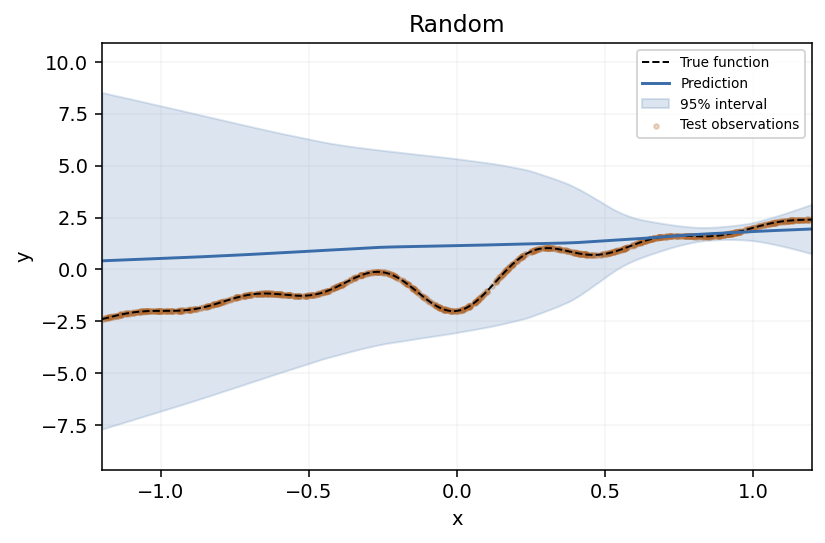 Random
10.0
7.5
5.0
2.5
0.0
−2.5
−5.0
−7.5
y
−1.0
−0.5
0.0
0.5
1.0
x
True function
Prediction
95% interval
Test observations